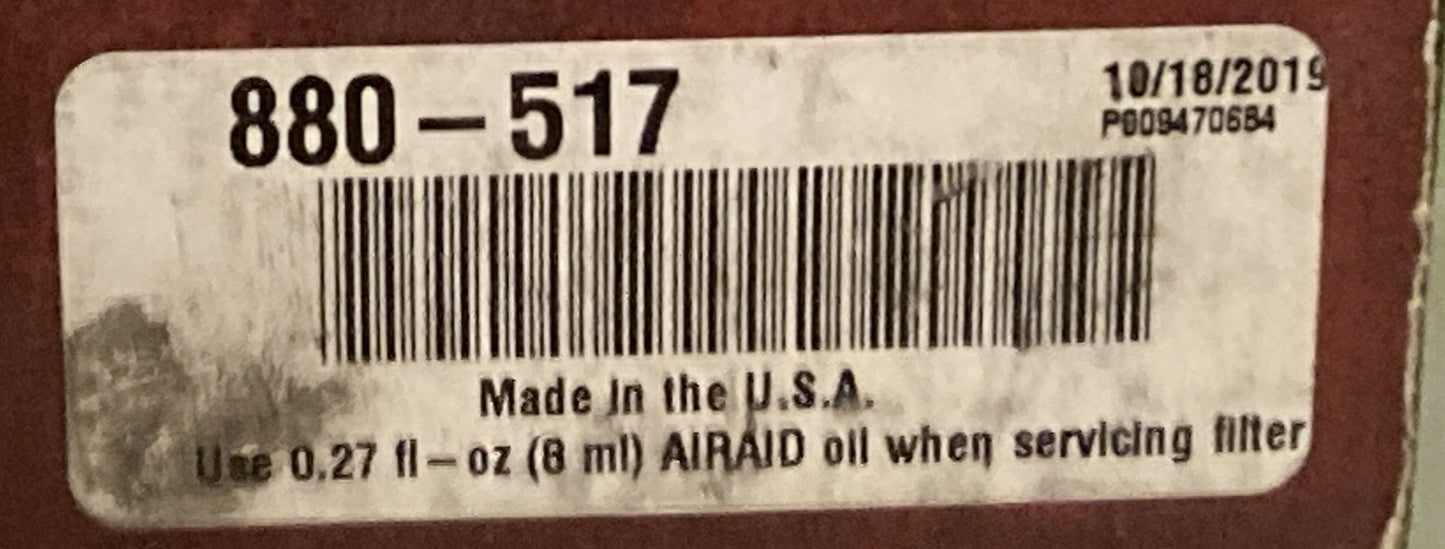 880-517
10/18/2019
P009470684
Made in the U.S.A.
Use 0.27 fl-oz (8 ml) AIRAID oil when servicing filter